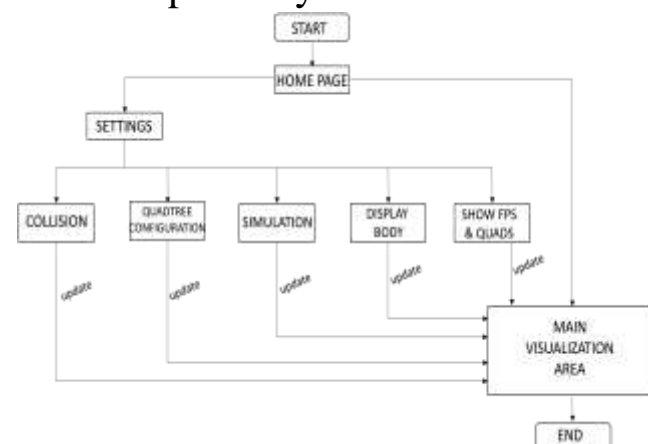 START
HOME PAGE
SETTINGS
COLLISION
QUADTREE
CONFIGURATION
SIMULATION
DISPLAY
BODY
SHOW FPS
& QUADS
update
update
update
update
update
MAIN
VISUALIZATION
AREA
END